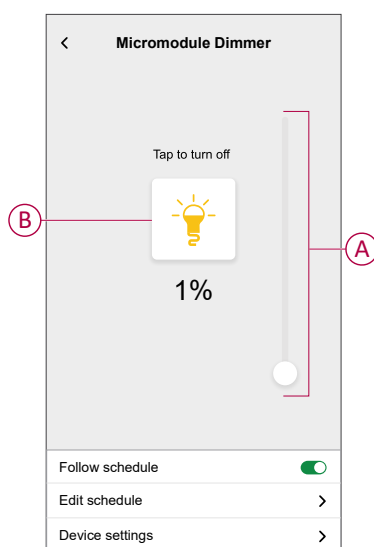 Micromodule Dimmer
Tap to turn off
B
A
1%
Follow schedule
Edit schedule
Device settings